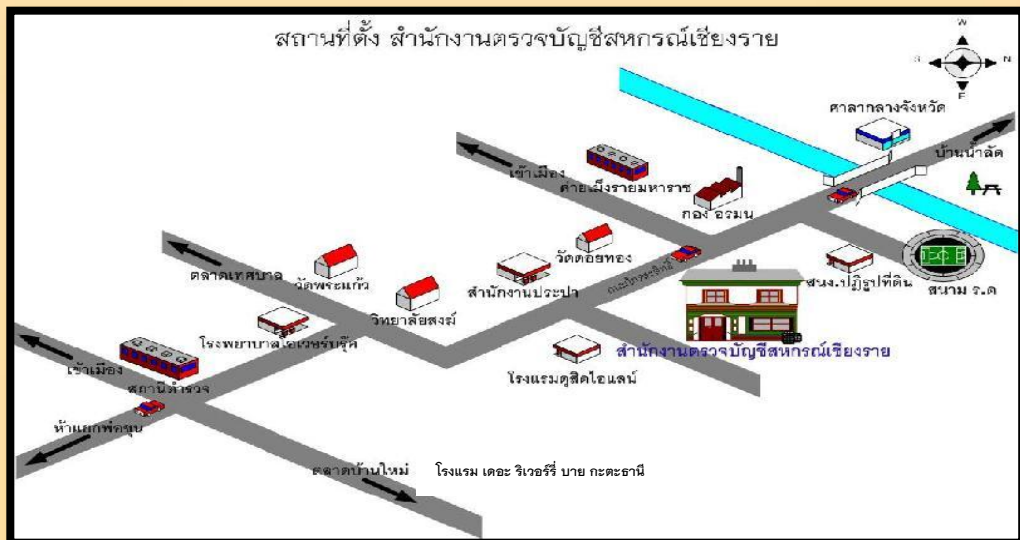 สถานที่ตั้ง สำนักงานตรวจบัญชีสหกรณ์เชียงราย
W
S N
E
ศาลากลางจังหวัด
บ้านน้ำลัด
เข้าเมือง
ค่ายเม็งรายมหาราช
กอง อรมน
ตลาดเทศบาล
วัดพระแก้ว
วัดดอยทอง
สำนักงานประปา
สนง.ปฏิรูปที่ดิน
สนาม ร.ด
วิทยาลัยสงฆ์
โรงพยาบาลโอเวอร์บรุ๊ค
สำนักงานตรวจบัญชีสหกรณ์เชียงราย
เข้าเมือง
สถานีตำรวจ
โรงแรมดุสิตไอแลนด์
ห้าแยกพ่อขุน
ตลาดบ้านใหม่
โรงแรม เดอะ ริเวอร์รี่ บาย กะตะธานี